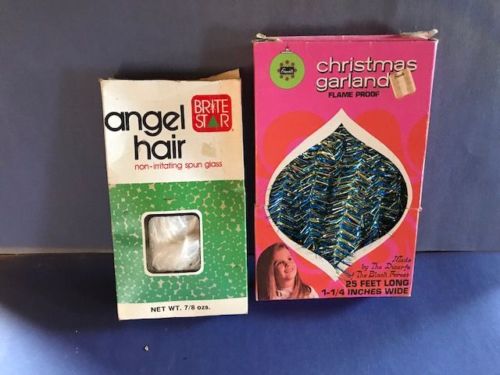 BRITE
STAR
angel
hair
non-irritating spun glass
NET WT. 7/8 ozs.
christmas
garland
FLAME PROOF
Made
by The Dwarfs
of The Black Forest
25 FEET LONG
1-1/4 INCHES WIDE